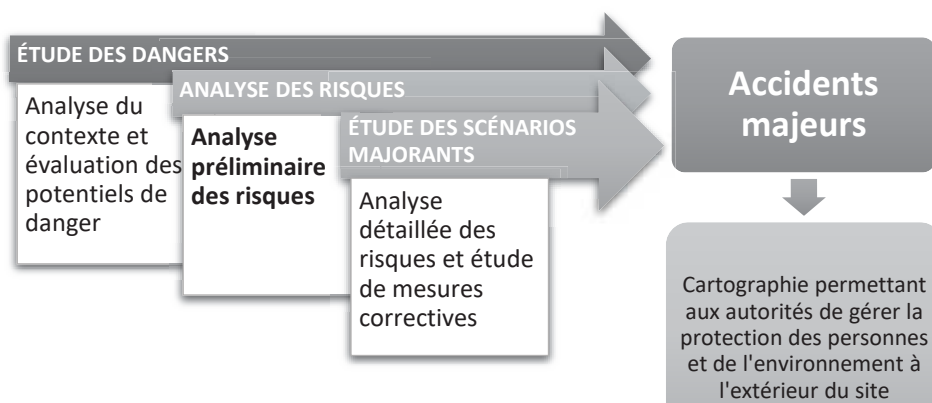 ÉTUDE DES DANGERS
Analyse du
contexte et
évaluation des
potentiels de
danger
ANALYSE DES RISQUES
Analyse
préliminaire
des risques
ÉTUDE DES SCÉNARIOS
MAJORANTS
Analyse
détaillée des
risques et étude
de mesures
correctives
Accidents
majeurs
Cartographie permettant
aux autorités de gérer la
protection des personnes
et de l'environnement à
l'extérieur du site